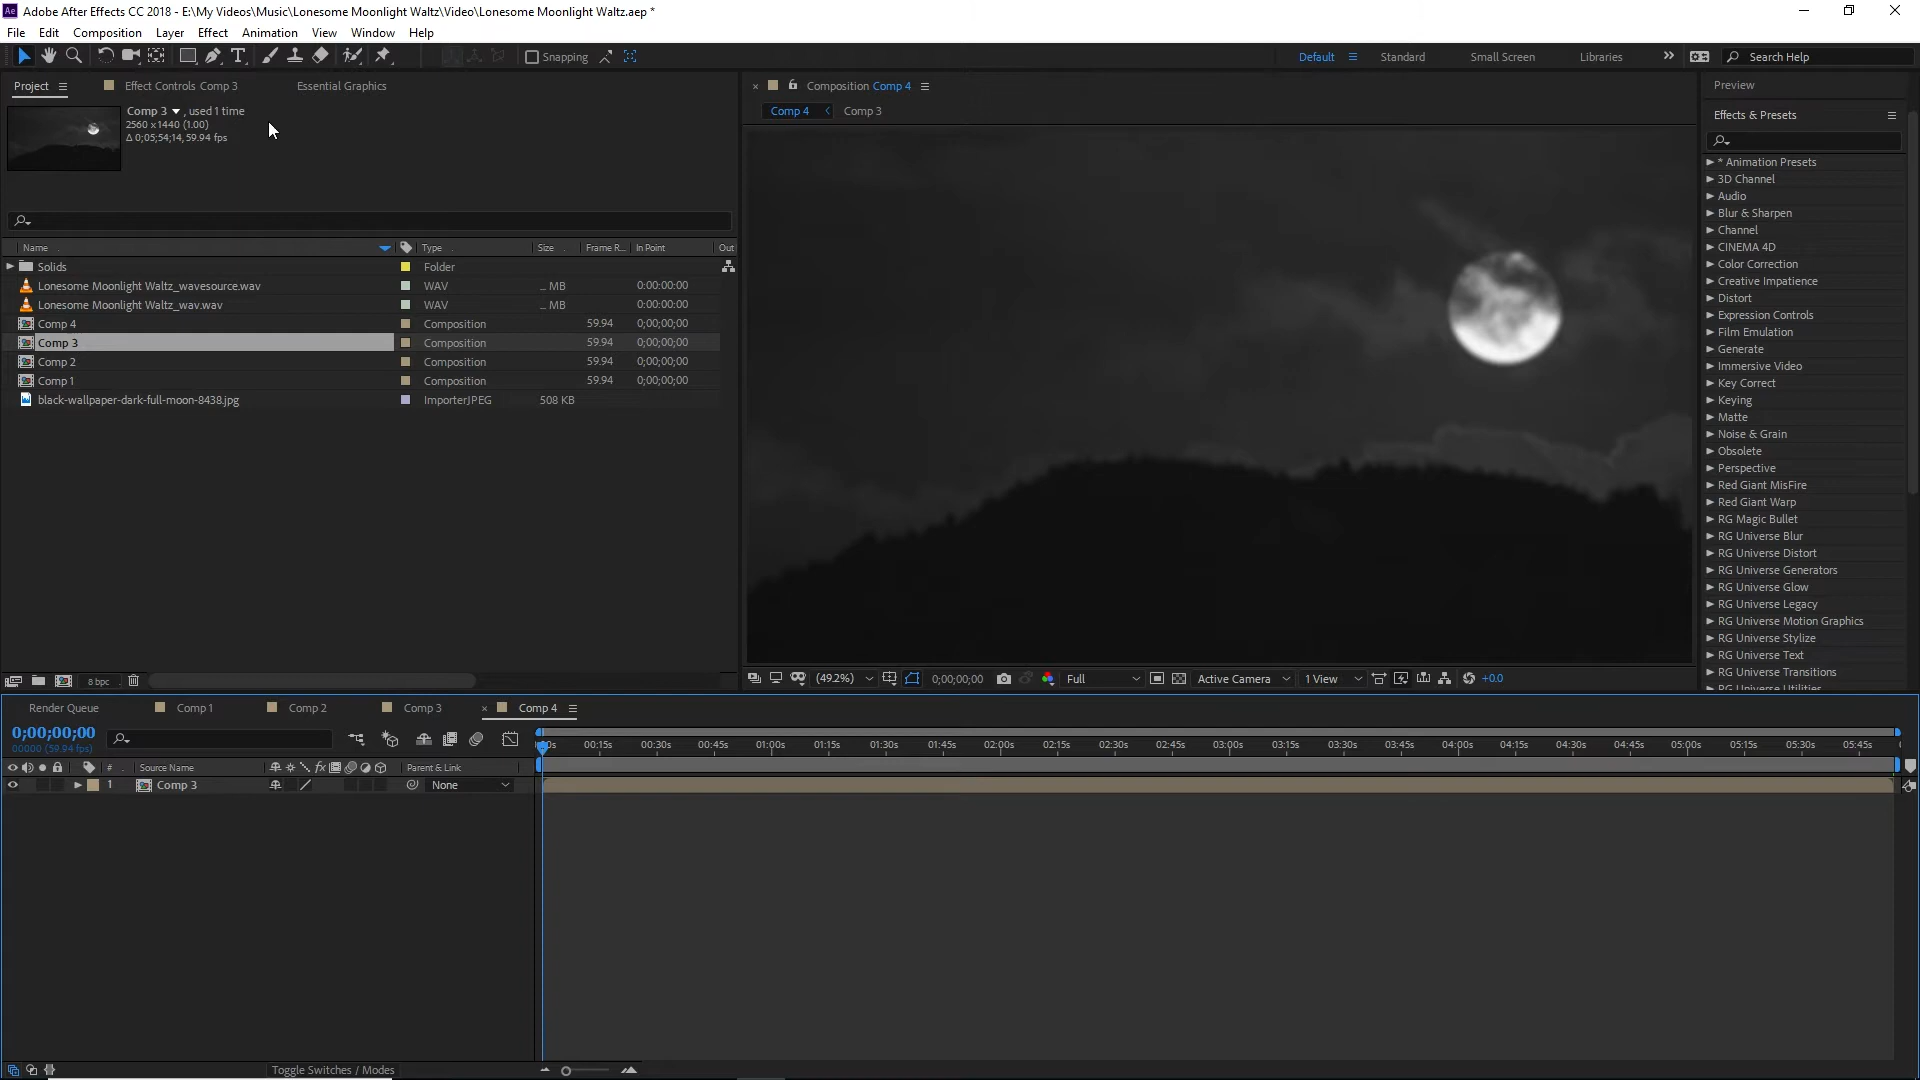 Ae Adobe After Effects CC 2018 - E:\My Videos\Music\Lonesome Moonlight Waltz\Video\Lonesome Moonlight Waltz.aep *
File Edit Composition Layer Effect Animation View Window Help
Snapping Default Standard Small Screen Libraries Search Help
Project Effect Controls Comp 3 Essential Graphics
Comp 3 , used 1 time
2560 x 1440 (1.00)
Δ 0;05;54;14, 59.94 fps
Name Type Size Frame R... In Point Out
Solids Folder
Lonesome Moonlight Waltz_wavesource.wav WAV ... MB 0:00:00:00
Lonesome Moonlight Waltz_wav.wav WAV ... MB 0:00:00:00
Comp 4 Composition 59.94 0;00;00;00
Comp 3 Composition 59.94 0;00;00;00
Comp 2 Composition 59.94 0;00;00;00
Comp 1 Composition 59.94 0;00;00;00
black-wallpaper-dark-full-moon-8438.jpg ImporterJPEG 508 KB
8 bpc
Composition Comp 4
Comp 4 Comp 3
(49.2%) 0;00;00;00 Full Active Camera 1 View +0.0
Preview
Effects & Presets
* Animation Presets
3D Channel
Audio
Blur & Sharpen
Channel
CINEMA 4D
Color Correction
Creative Impatience
Distort
Expression Controls
Film Emulation
Generate
Immersive Video
Key Correct
Keying
Matte
Noise & Grain
Obsolete
Perspective
Red Giant MisFire
Red Giant Warp
RG Magic Bullet
RG Universe Blur
RG Universe Distort
RG Universe Generators
RG Universe Glow
RG Universe Legacy
RG Universe Motion Graphics
RG Universe Stylize
RG Universe Text
RG Universe Transitions
RG Universe Utilities
Render Queue Comp 1 Comp 2 Comp 3 Comp 4
0;00;00;00
00000 (59.94 fps)
00:15s 00:30s 00:45s 01:00s 01:15s 01:30s 01:45s 02:00s 02:15s 02:30s 02:45s 03:00s 03:15s 03:30s 03:45s 04:00s 04:15s 04:30s 04:45s 05:00s 05:15s 05:30s 05:45s
# Source Name Parent & Link
1 Comp 3 None
Toggle Switches / Modes